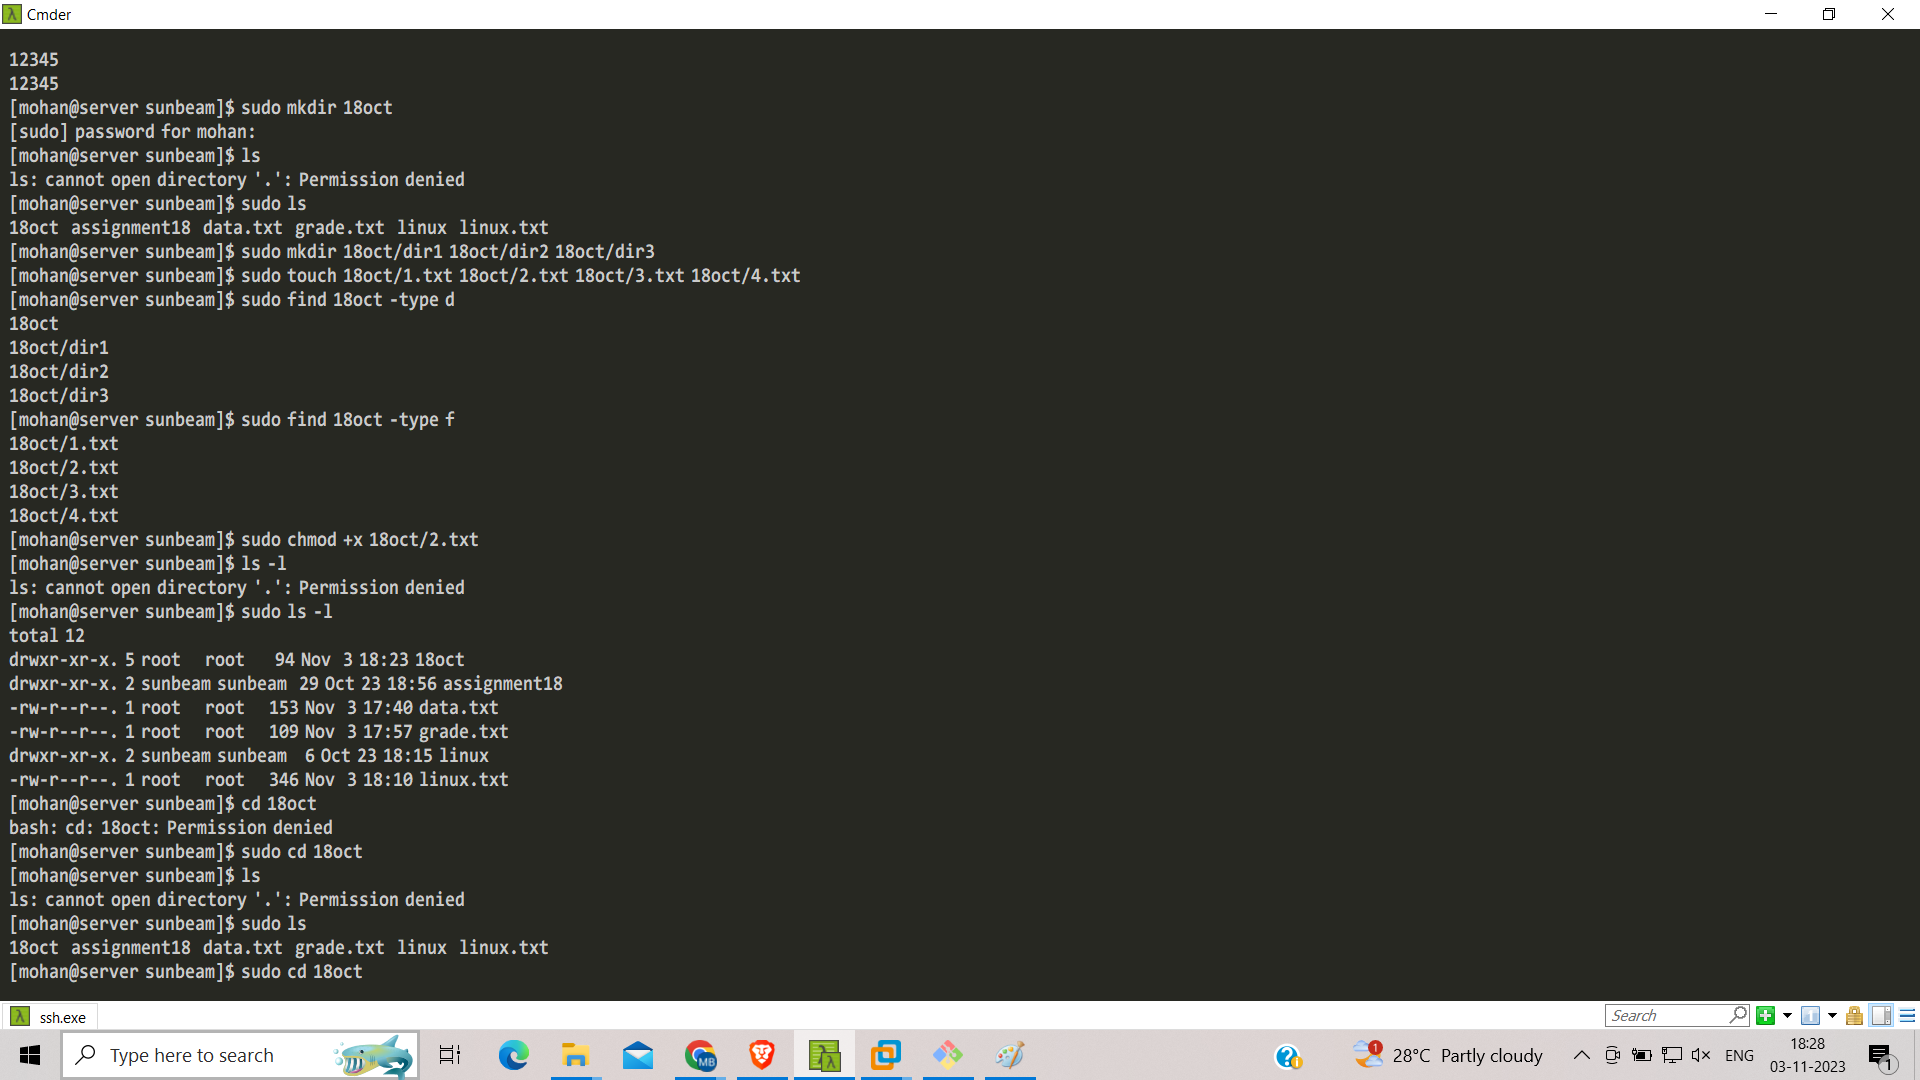 Cmder
12345
12345
[mohan@server sunbeam]$ sudo mkdir 18oct
[sudo] password for mohan:
[mohan@server sunbeam]$ ls
ls: cannot open directory '.': Permission denied
[mohan@server sunbeam]$ sudo ls
18oct  assignment18  data.txt  grade.txt  linux  linux.txt
[mohan@server sunbeam]$ sudo mkdir 18oct/dir1 18oct/dir2 18oct/dir3
[mohan@server sunbeam]$ sudo touch 18oct/1.txt 18oct/2.txt 18oct/3.txt 18oct/4.txt
[mohan@server sunbeam]$ sudo find 18oct -type d
18oct
18oct/dir1
18oct/dir2
18oct/dir3
[mohan@server sunbeam]$ sudo find 18oct -type f
18oct/1.txt
18oct/2.txt
18oct/3.txt
18oct/4.txt
[mohan@server sunbeam]$ sudo chmod +x 18oct/2.txt
[mohan@server sunbeam]$ ls -l
ls: cannot open directory '.': Permission denied
[mohan@server sunbeam]$ sudo ls -l
total 12
drwxr-xr-x. 5 root    root     94 Nov  3 18:23 18oct
drwxr-xr-x. 2 sunbeam sunbeam  29 Oct 23 18:56 assignment18
-rw-r--r--. 1 root    root    153 Nov  3 17:40 data.txt
-rw-r--r--. 1 root    root    109 Nov  3 17:57 grade.txt
drwxr-xr-x. 2 sunbeam sunbeam   6 Oct 23 18:15 linux
-rw-r--r--. 1 root    root    346 Nov  3 18:10 linux.txt
[mohan@server sunbeam]$ cd 18oct
bash: cd: 18oct: Permission denied
[mohan@server sunbeam]$ sudo cd 18oct
[mohan@server sunbeam]$ ls
ls: cannot open directory '.': Permission denied
[mohan@server sunbeam]$ sudo ls
18oct  assignment18  data.txt  grade.txt  linux  linux.txt
[mohan@server sunbeam]$ sudo cd 18oct
ssh.exe
Search
Type here to search
MB
1
28°C Partly cloudy
ENG
18:28
03-11-2023
1